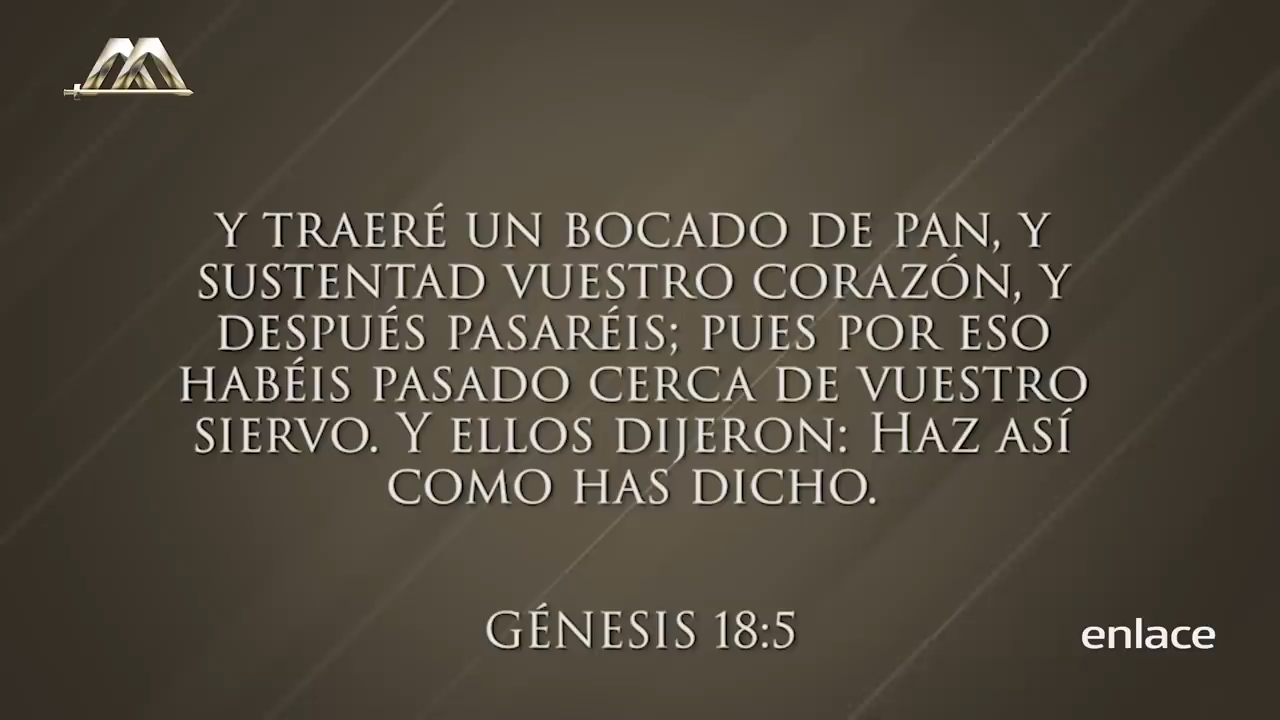 Y TRAERÉ UN BOCADO DE PAN, Y
SUSTENTAD VUESTRO CORAZÓN, Y
DESPUÉS PASARÉIS; PUES POR ESO
HABÉIS PASADO CERCA DE VUESTRO
SIERVO. Y ELLOS DIJERON: HAZ ASÍ
COMO HAS DICHO.
GÉNESIS 18:5
enlace